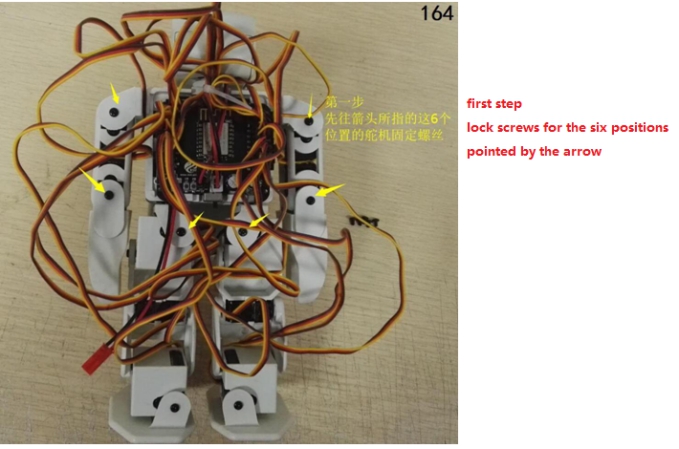 164
第一步
先往箭头所指的这6个
位置的舵机固定螺丝
first step
lock screws for the six positions
pointed by the arrow